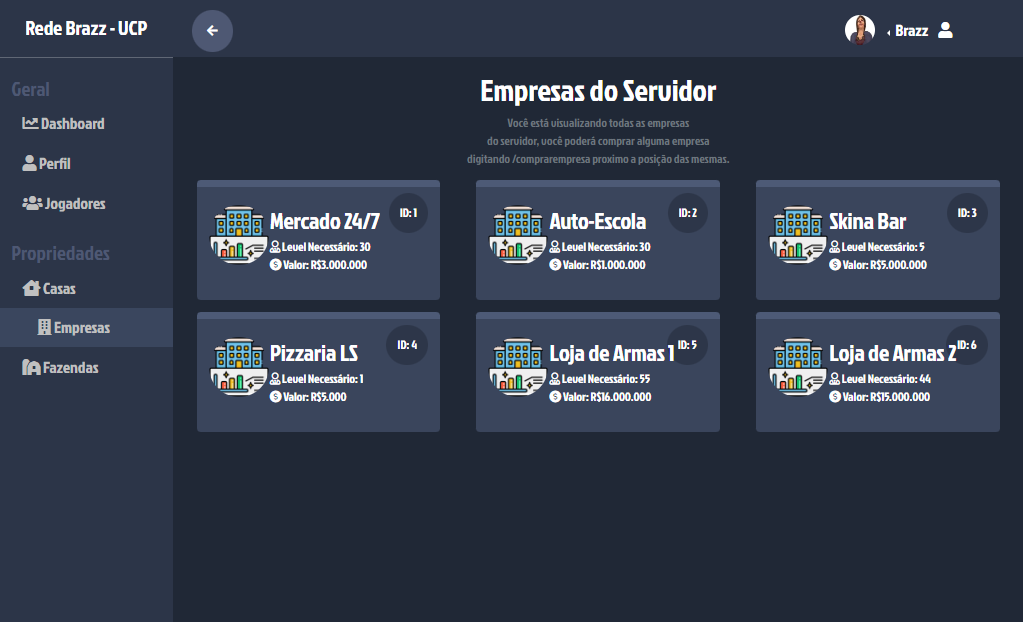 Rede Brazz - UCP
Brazz
Geral
Dashboard
Perfil
Jogadores
Propriedades
Casas
Empresas
Fazendas
Empresas do Servidor
Você está visualizando todas as empresas
do servidor, você poderá comprar alguma empresa
digitando /comprarempresa proximo a posição das mesmas.
Mercado 24/7
ID: 1
Level Necessário: 30
Valor: R$3.000.000
Auto-Escola
ID: 2
Level Necessário: 30
Valor: R$1.000.000
Skina Bar
ID: 3
Level Necessário: 5
Valor: R$5.000.000
Pizzaria LS
ID: 4
Level Necessário: 1
Valor: R$5.000
Loja de Armas 1
ID: 5
Level Necessário: 55
Valor: R$16.000.000
Loja de Armas 2
ID: 6
Level Necessário: 44
Valor: R$15.000.000